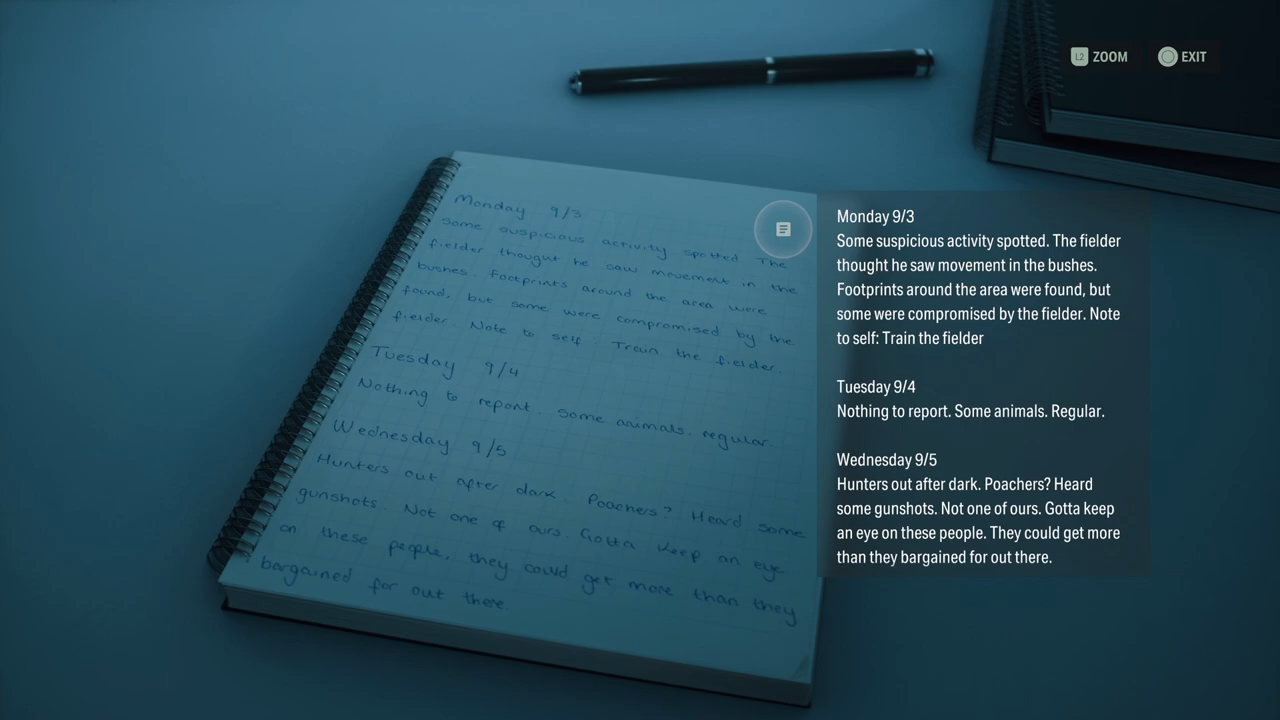 L2 ZOOM
EXIT
Monday 9/3
Some suspicious activity spotted The
fielder thought he saw movement in the
bushes. Footprints around the area were
found, but some were compromised by the
fielder. Note to self. Train the fielder
Tuesday 9/4
Nothing to report. Some animals. regular.
Wednesday 9/5
Hunters out after dark. Poachers? Heard some
gunshots. Not one of ours. Gotta keep an eye
on these people, they could get more than they
bargained for out there.
Monday 9/3
Some suspicious activity spotted. The fielder
thought he saw movement in the bushes.
Footprints around the area were found, but
some were compromised by the fielder. Note
to self: Train the fielder
Tuesday 9/4
Nothing to report. Some animals. Regular.
Wednesday 9/5
Hunters out after dark. Poachers? Heard
some gunshots. Not one of ours. Gotta keep
an eye on these people. They could get more
than they bargained for out there.